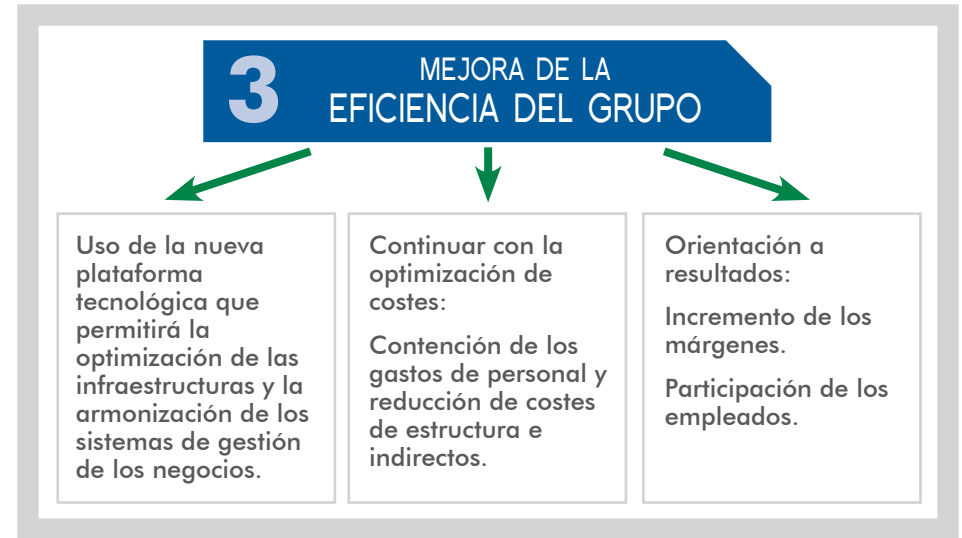 3
MEJORA DE LA
EFICIENCIA DEL GRUPO
Uso de la nueva
plataforma
tecnológica que
permitirá la
optimización de las
infraestructuras y la
armonización de los
sistemas de gestión
de los negocios.
Continuar con la
optimización de
costes:
Contención de los
gastos de personal y
reducción de costes
de estructura e
indirectos.
Orientación a
resultados:
Incremento de los
márgenes.
Participación de los
empleados.